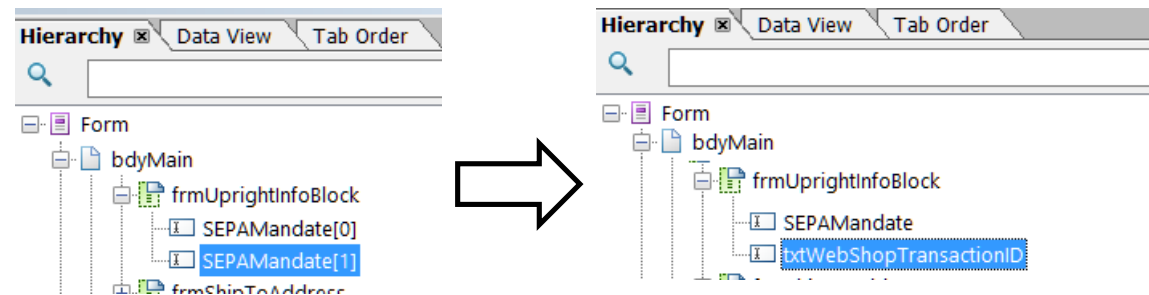 Hierarchy Data View Tab Order
Form
bdyMain
frmUprightInfoBlock
SEPAMandate[0]
SEPAMandate[1]
frmShipToAddress
Hierarchy Data View Tab Order
Form
bdyMain
frmUprightInfoBlock
SEPAMandate
txtWebShopTransactionID